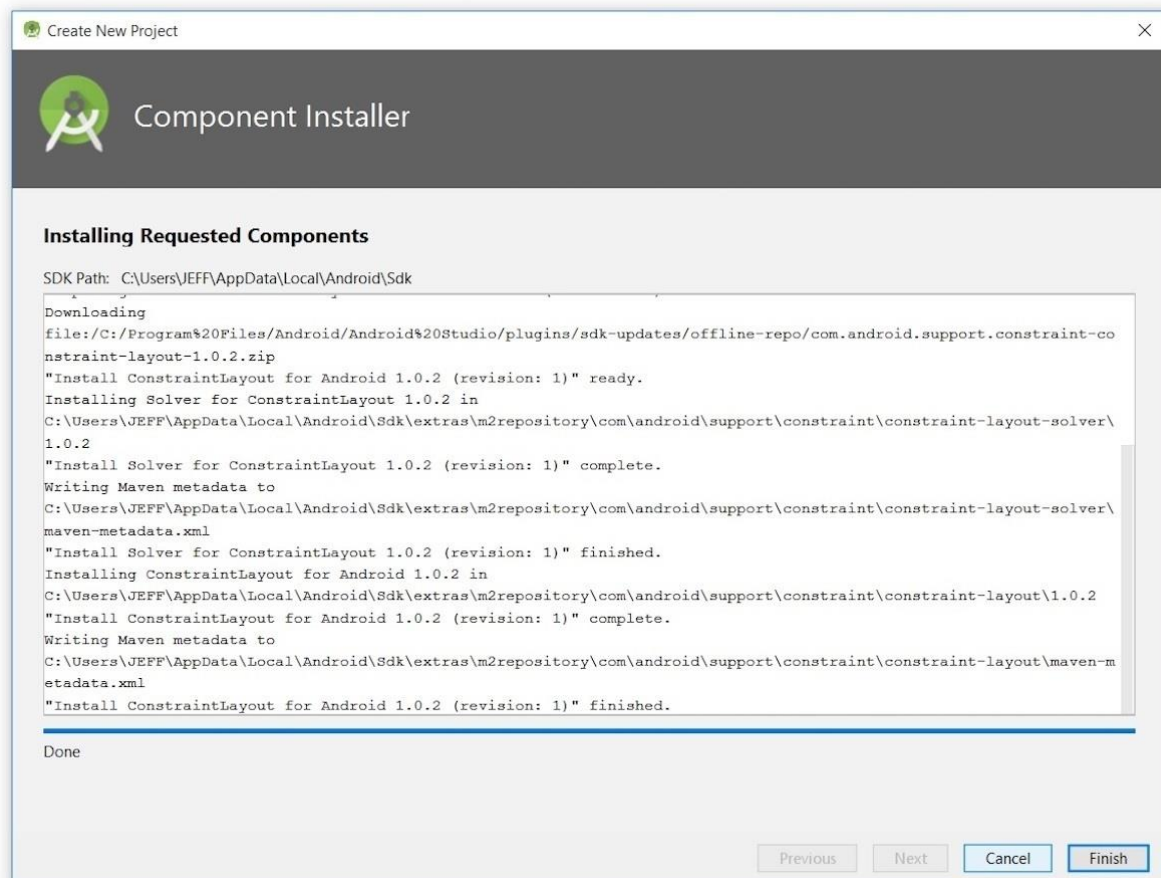 Create New Project
Component Installer
Installing Requested Components
SDK Path: C:\Users\JEFF\AppData\Local\Android\Sdk
Downloading
file:/C:/Program%20Files/Android/Android%20Studio/plugins/sdk-updates/offline-repo/com.android.support.constraint-co
nstraint-layout-1.0.2.zip
"Install ConstraintLayout for Android 1.0.2 (revision: 1)" ready.
Installing Solver for ConstraintLayout 1.0.2 in
C:\Users\JEFF\AppData\Local\Android\Sdk\extras\m2repository\com\android\support\constraint\constraint-layout-solver\
1.0.2
"Install Solver for ConstraintLayout 1.0.2 (revision: 1)" complete.
Writing Maven metadata to
C:\Users\JEFF\AppData\Local\Android\Sdk\extras\m2repository\com\android\support\constraint\constraint-layout-solver\
maven-metadata.xml
"Install Solver for ConstraintLayout 1.0.2 (revision: 1)" finished.
Installing ConstraintLayout for Android 1.0.2 in
C:\Users\JEFF\AppData\Local\Android\Sdk\extras\m2repository\com\android\support\constraint\constraint-layout\1.0.2
"Install ConstraintLayout for Android 1.0.2 (revision: 1)" complete.
Writing Maven metadata to
C:\Users\JEFF\AppData\Local\Android\Sdk\extras\m2repository\com\android\support\constraint\constraint-layout\maven-m
etadata.xml
"Install ConstraintLayout for Android 1.0.2 (revision: 1)" finished.
Done
Previous Next Cancel Finish